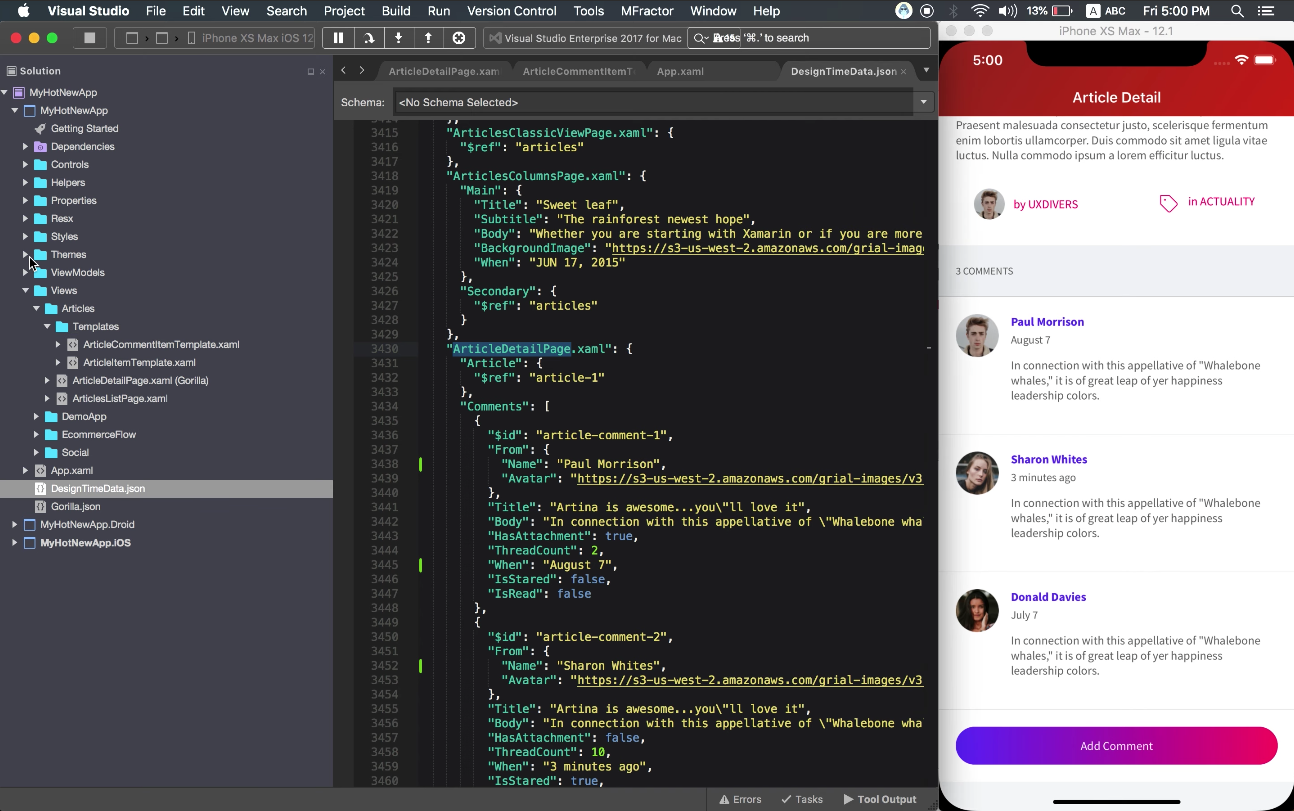 Visual Studio File Edit View Search Project Build Run Version Control Tools MFractor Window Help 13% A ABC Fri 5:00 PM
iPhone XS Max iOS 12 Visual Studio Enterprise 2017 for Mac ess '⌘.' to search
iPhone XS Max - 12.1
Solution
MyHotNewApp
MyHotNewApp
Getting Started
Dependencies
Controls
Helpers
Properties
Resx
Styles
Themes
ViewModels
Views
Articles
Templates
ArticleCommentItemTemplate.xaml
ArticleItemTemplate.xaml
ArticleDetailPage.xaml (Gorilla)
ArticlesListPage.xaml
DemoApp
EcommerceFlow
Social
App.xaml
DesignTimeData.json
Gorilla.json
MyHotNewApp.Droid
MyHotNewApp.iOS
ArticleDetailPage.xam ArticleCommentItemT App.xaml DesignTimeData.json ×
Schema: <No Schema Selected>
3414 },
3415 "ArticlesClassicViewPage.xaml": {
3416 "$ref": "articles"
3417 },
3418 "ArticlesColumnsPage.xaml": {
3419 "Main": {
3420 "Title": "Sweet leaf",
3421 "Subtitle": "The rainforest newest hope",
3422 "Body": "Whether you are starting with Xamarin or if you are more
3423 "BackgroundImage": "https://s3-us-west-2.amazonaws.com/grial-imag
3424 "When": "JUN 17, 2015"
3425 },
3426 "Secondary": {
3427 "$ref": "articles"
3428 }
3429 },
3430 "ArticleDetailPage.xaml": {
3431 "Article": {
3432 "$ref": "article-1"
3433 },
3434 "Comments": [
3435 {
3436 "$id": "article-comment-1",
3437 "From": {
3438 "Name": "Paul Morrison",
3439 "Avatar": "https://s3-us-west-2.amazonaws.com/grial-images/v3
3440 },
3441 "Title": "Artina is awesome...you\"ll love it",
3442 "Body": "In connection with this appellative of \"Whalebone wha
3443 "HasAttachment": true,
3444 "ThreadCount": 2,
3445 "When": "August 7",
3446 "IsStared": false,
3447 "IsRead": false
3448 },
3449 {
3450 "$id": "article-comment-2",
3451 "From": {
3452 "Name": "Sharon Whites",
3453 "Avatar": "https://s3-us-west-2.amazonaws.com/grial-images/v3
3454 },
3455 "Title": "Artina is awesome...you\"ll love it",
3456 "Body": "In connection with this appellative of \"Whalebone wha
3457 "HasAttachment": false,
3458 "ThreadCount": 10,
3459 "When": "3 minutes ago",
3460 "IsStared": true,
Errors Tasks Tool Output
5:00
Article Detail
Praesent malesuada consectetur justo, scelerisque fermentum
enim lobortis ullamcorper. Duis commodo sit amet ligula vitae
luctus. Nulla commodo ipsum a lorem efficitur luctus.
by UXDIVERS in ACTUALITY
3 COMMENTS
Paul Morrison
August 7
In connection with this appellative of "Whalebone
whales," it is of great leap of yer happiness
leadership colors.
Sharon Whites
3 minutes ago
In connection with this appellative of "Whalebone
whales," it is of great leap of yer happiness
leadership colors.
Donald Davies
July 7
In connection with this appellative of "Whalebone
whales," it is of great leap of yer happiness
leadership colors.
Add Comment